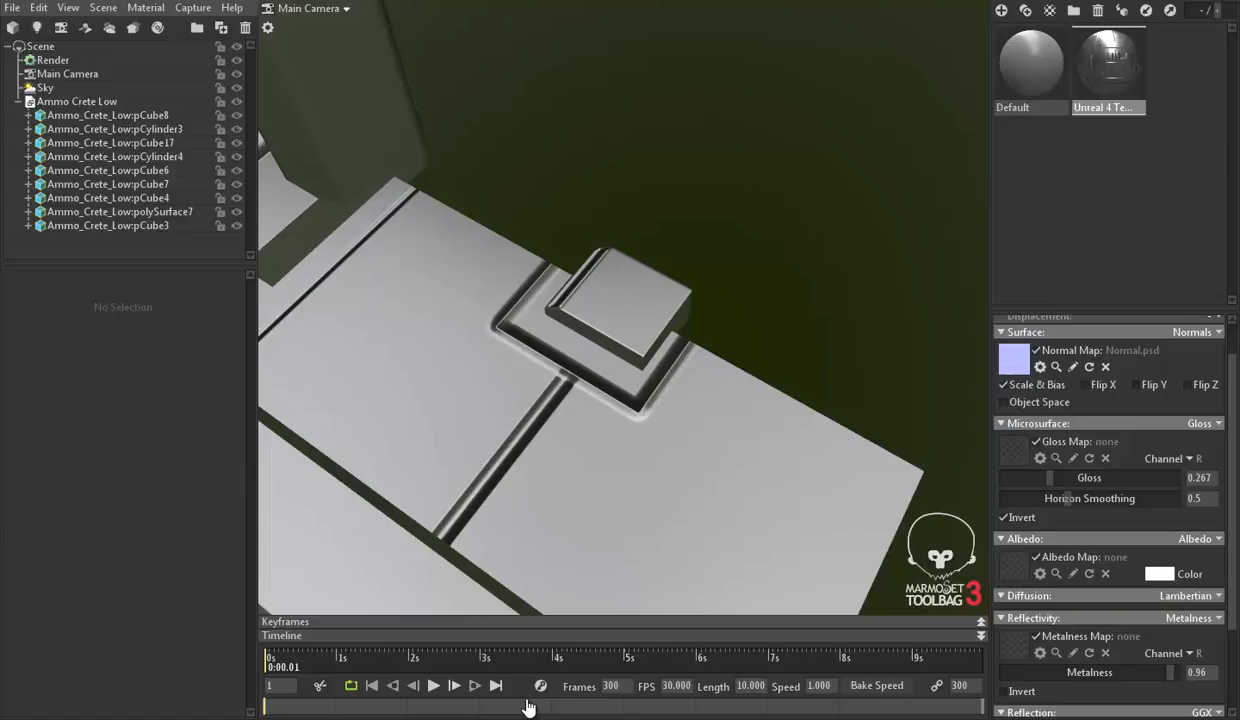 File Edit View Scene Material Capture Help
Main Camera
- / -
Scene
Render
Main Camera
Sky
Ammo Crete Low
Ammo_Crete_Low:pCube8
Ammo_Crete_Low:pCylinder3
Ammo_Crete_Low:pCube17
Ammo_Crete_Low:pCylinder4
Ammo_Crete_Low:pCube6
Ammo_Crete_Low:pCube7
Ammo_Crete_Low:pCube4
Ammo_Crete_Low:polySurface7
Ammo_Crete_Low:pCube3
No Selection
Default Unreal 4 Te...
Displacement:
Surface: Normals
Normal Map: Normal.psd
Scale & Bias Flip X Flip Y Flip Z
Object Space
Microsurface: Gloss
Gloss Map: none
Channel R
Gloss 0.267
Horizon Smoothing 0.5
Invert
Albedo: Albedo
Albedo Map: none
Color
Diffusion: Lambertian
Reflectivity: Metalness
Metalness Map: none
Channel R
Metalness 0.96
Invert
Reflection: GGX
MARMOSET
TOOLBAG 3
Keyframes
Timeline
0s 1s 2s 3s 4s 5s 6s 7s 8s 9s
0:00.01
1 Frames 300 FPS 30.000 Length 10.000 Speed 1.000 Bake Speed 300